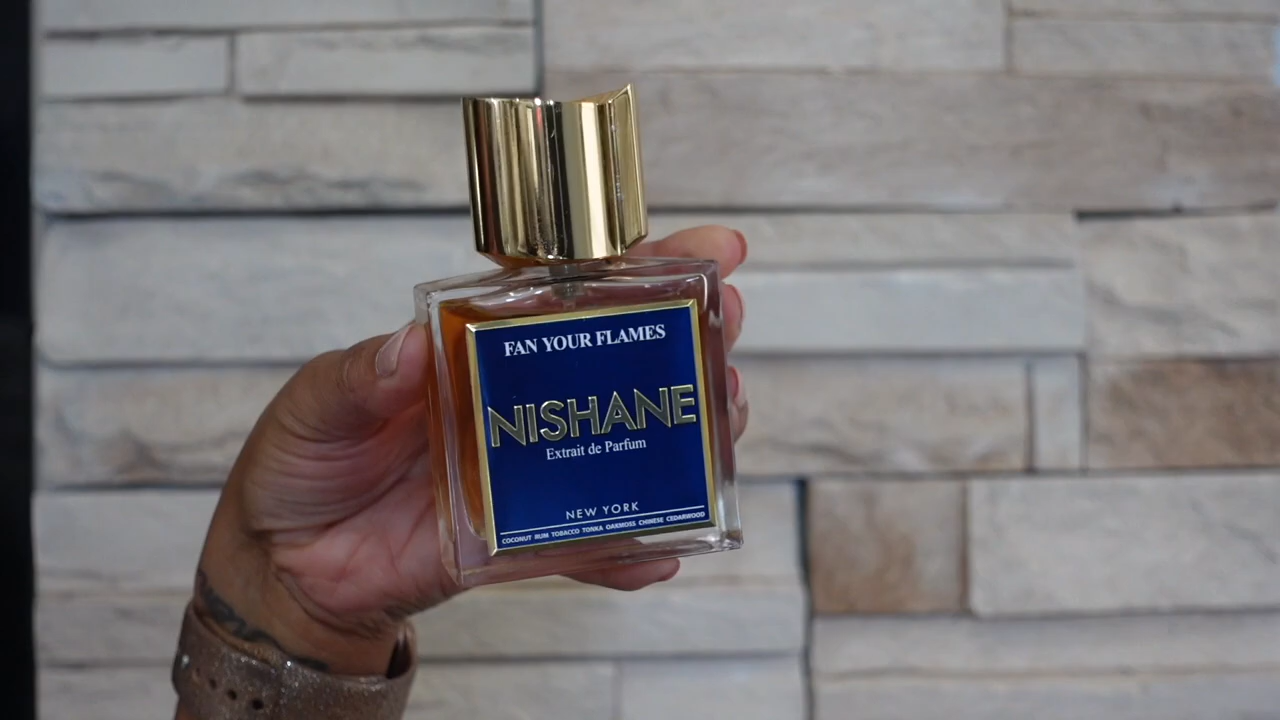 FAN YOUR FLAMES
NISHANE
Extrait de Parfum
NEW YORK
COCONUT RUM TOBACCO TONKA OAKMOSS CHINESE CEDARWOOD